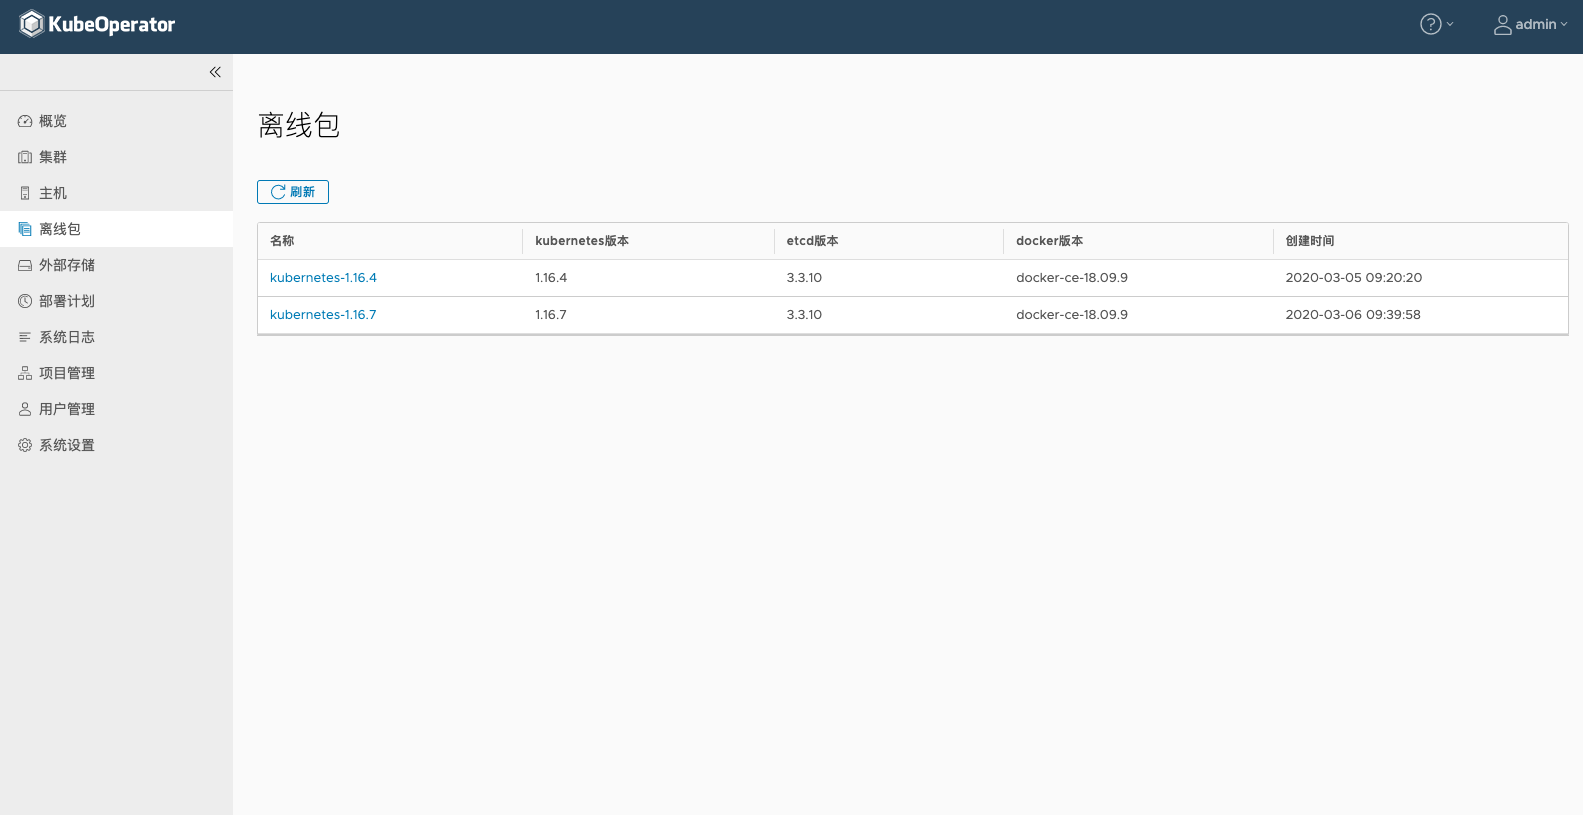 KubeOperator
admin
概览
集群
主机
离线包
外部存储
部署计划
系统日志
项目管理
用户管理
系统设置
离线包
刷新
名称 kubernetes版本 etcd版本 docker版本 创建时间
kubernetes-1.16.4 1.16.4 3.3.10 docker-ce-18.09.9 2020-03-05 09:20:20
kubernetes-1.16.7 1.16.7 3.3.10 docker-ce-18.09.9 2020-03-06 09:39:58